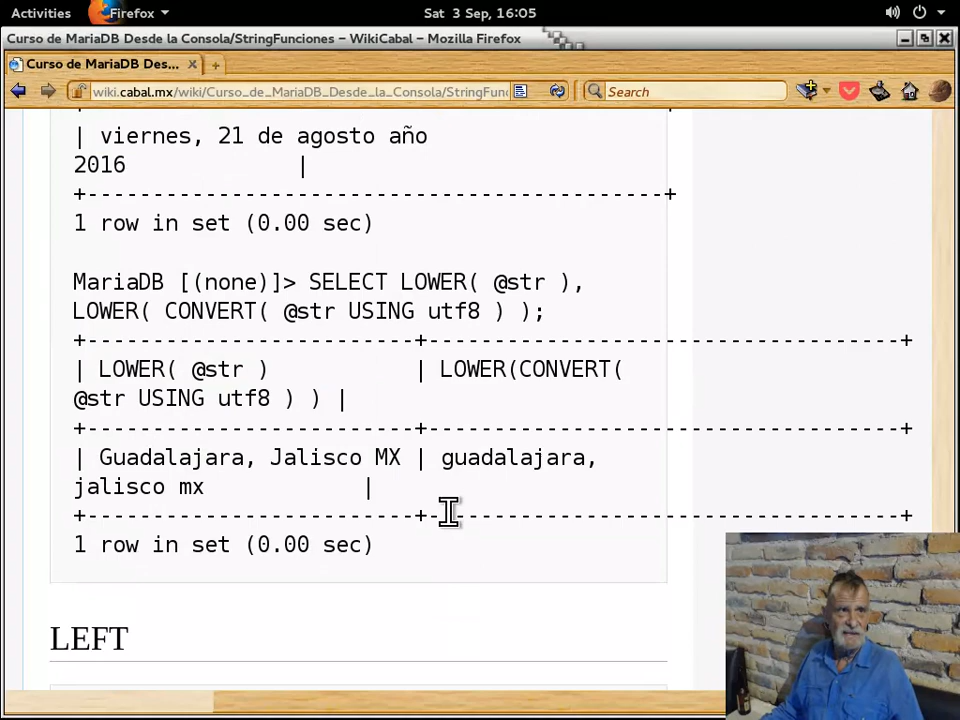 Activities Firefox Sat 3 Sep, 16:05
Curso de MariaDB Desde la Consola/StringFunciones – WikiCabal – Mozilla Firefox
Curso de MariaDB Des...
wiki.cabal.mx/wiki/Curso_de_MariaDB_Desde_la_Consola/StringFunc Search
| viernes, 21 de agosto año
2016 |
+--------------------------------------------+
1 row in set (0.00 sec)
MariaDB [(none)]> SELECT LOWER( @str ),
LOWER( CONVERT( @str USING utf8 ) );
+-------------------------+------------------------------------+
| LOWER( @str ) | LOWER(CONVERT(
@str USING utf8 ) ) |
+-------------------------+------------------------------------+
| Guadalajara, Jalisco MX | guadalajara,
jalisco mx |
+-------------------------+------------------------------------+
1 row in set (0.00 sec)
LEFT